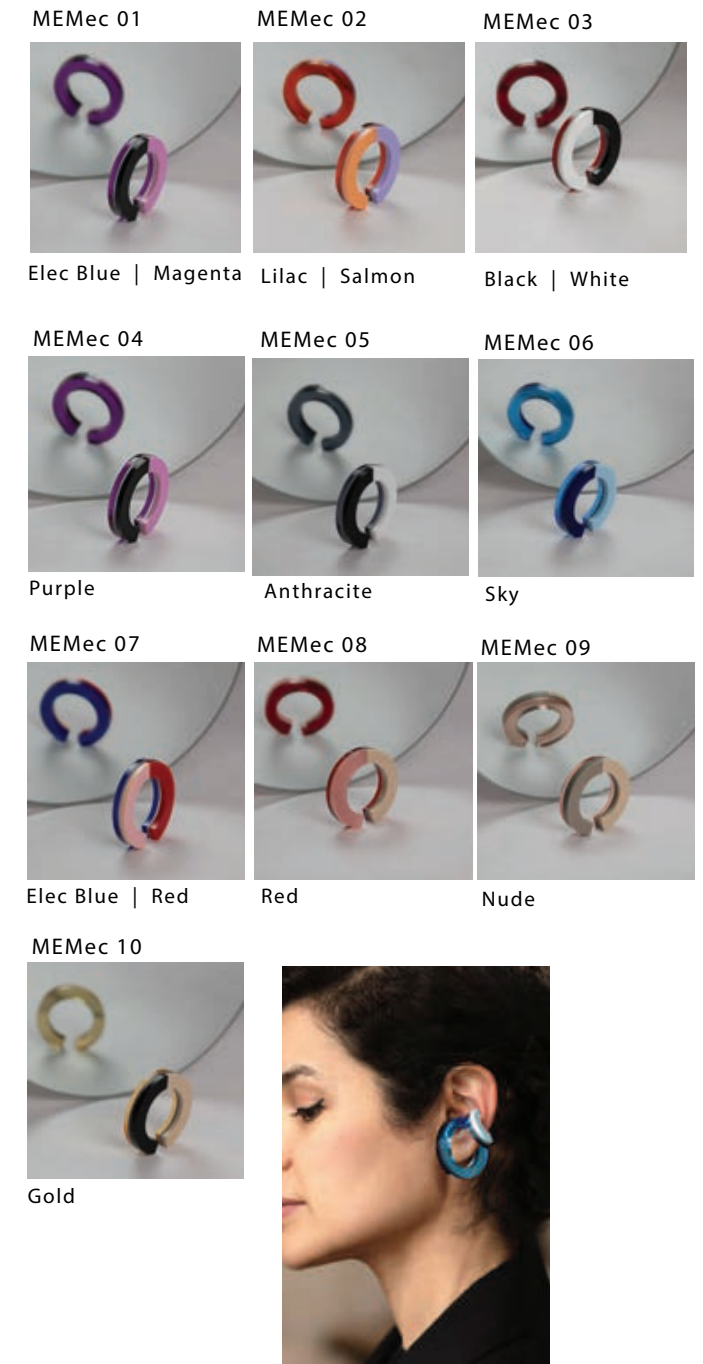 MEMec 01
MEMec 02
MEMec 03
Elec Blue | Magenta
Lilac | Salmon
Black | White
MEMec 04
MEMec 05
MEMec 06
Purple
Anthracite
Sky
MEMec 07
MEMec 08
MEMec 09
Elec Blue | Red
Red
Nude
MEMec 10
Gold